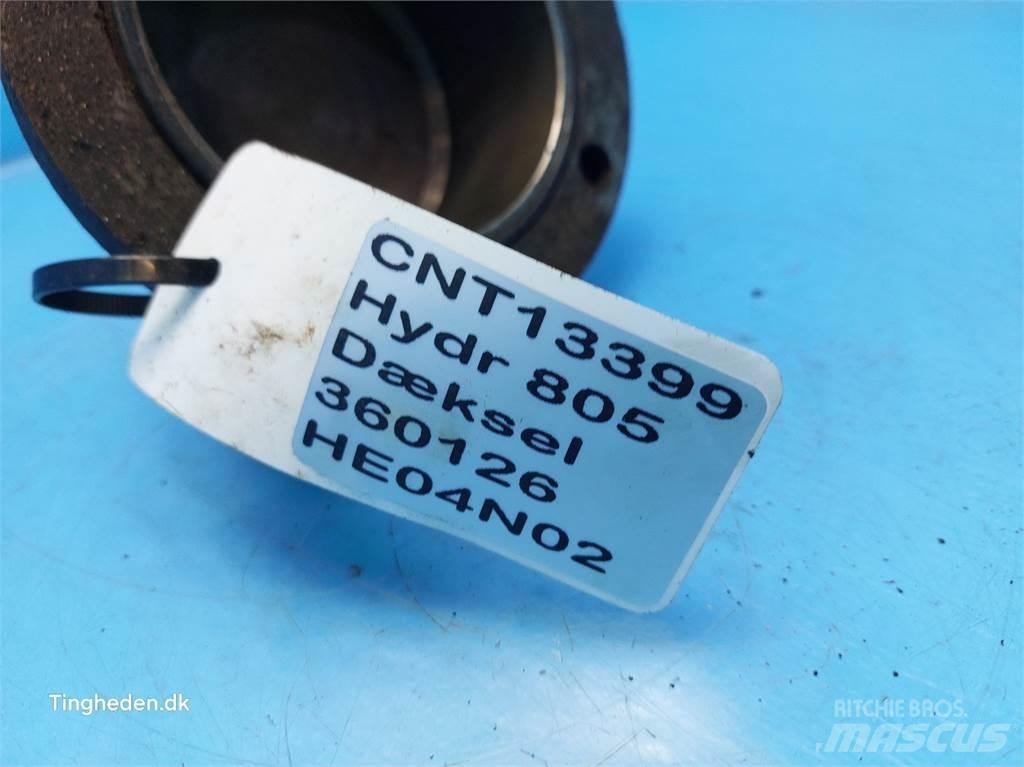 CNT13399
Hydr 805
Dæksel
360126
HE04N02
Tingheden.dk
RITCHIE BROS.
MASCUS